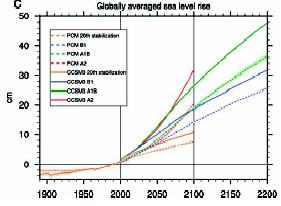 C
Globally averaged sea level rise
50
40
30
20
10
0
cm
PCM 20th stabilization
PCM B1
PCM A1B
PCM A2
CCSM3 20th stabilization
CCSM3 B1
CCSM3 A1B
CCSM3 A2
1900 1950 2000 2050 2100 2150 2200